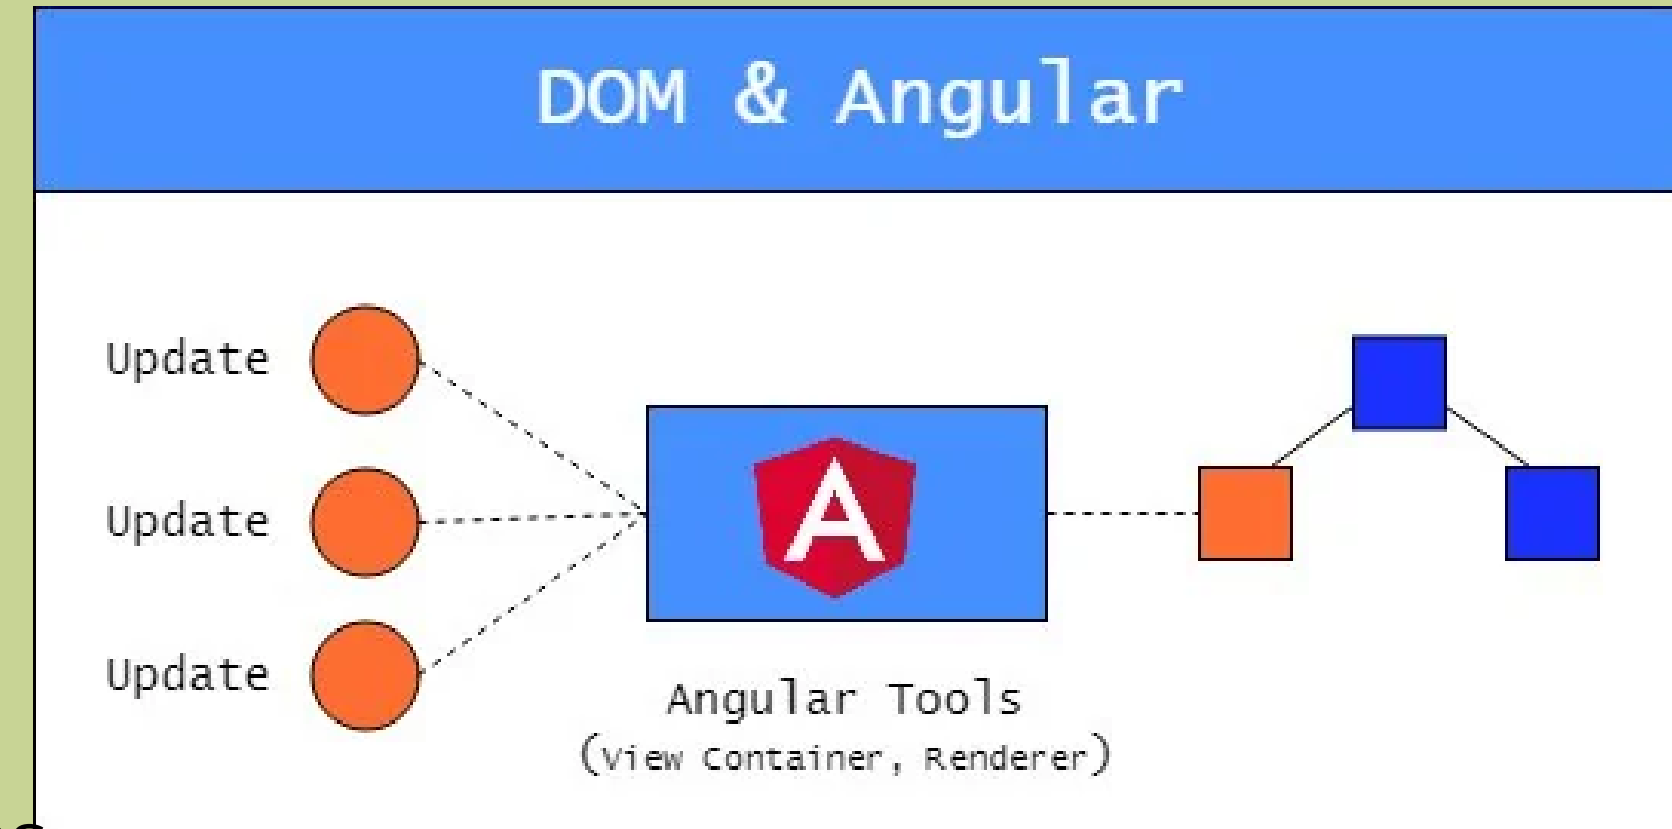 DOM & Angular
Update
Update
Update
A
Angular Tools
(View Container, Renderer)